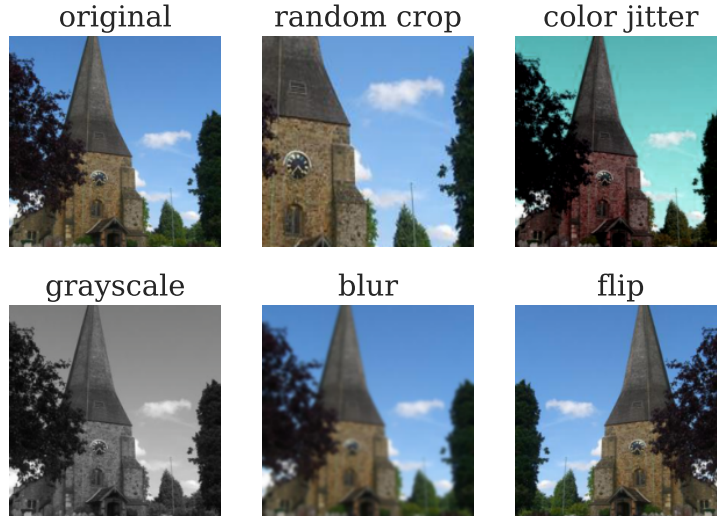 original
random crop
color jitter
grayscale
blur
flip